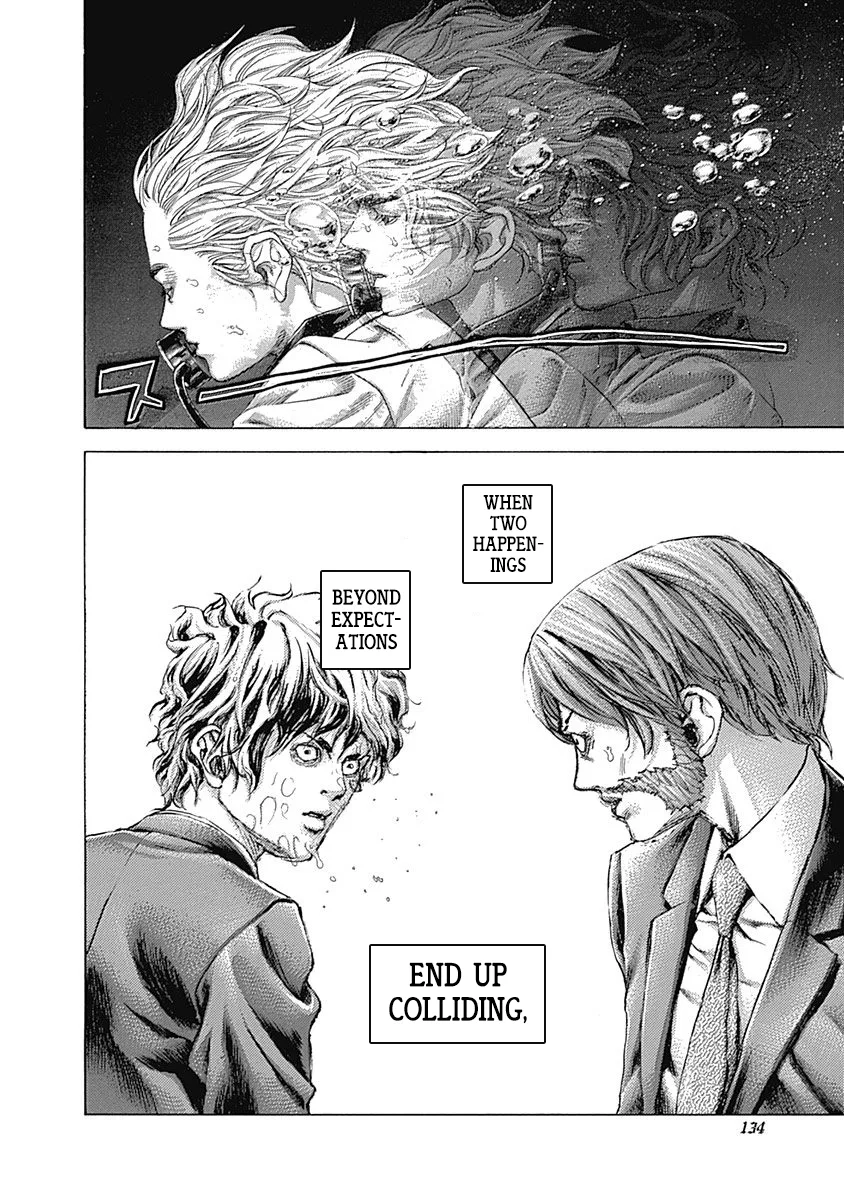 ス
WHEN
TWO
HAPPEN-
INGS
BEYOND
EXPECT-
ATIONS
END UP
COLLIDING,
134